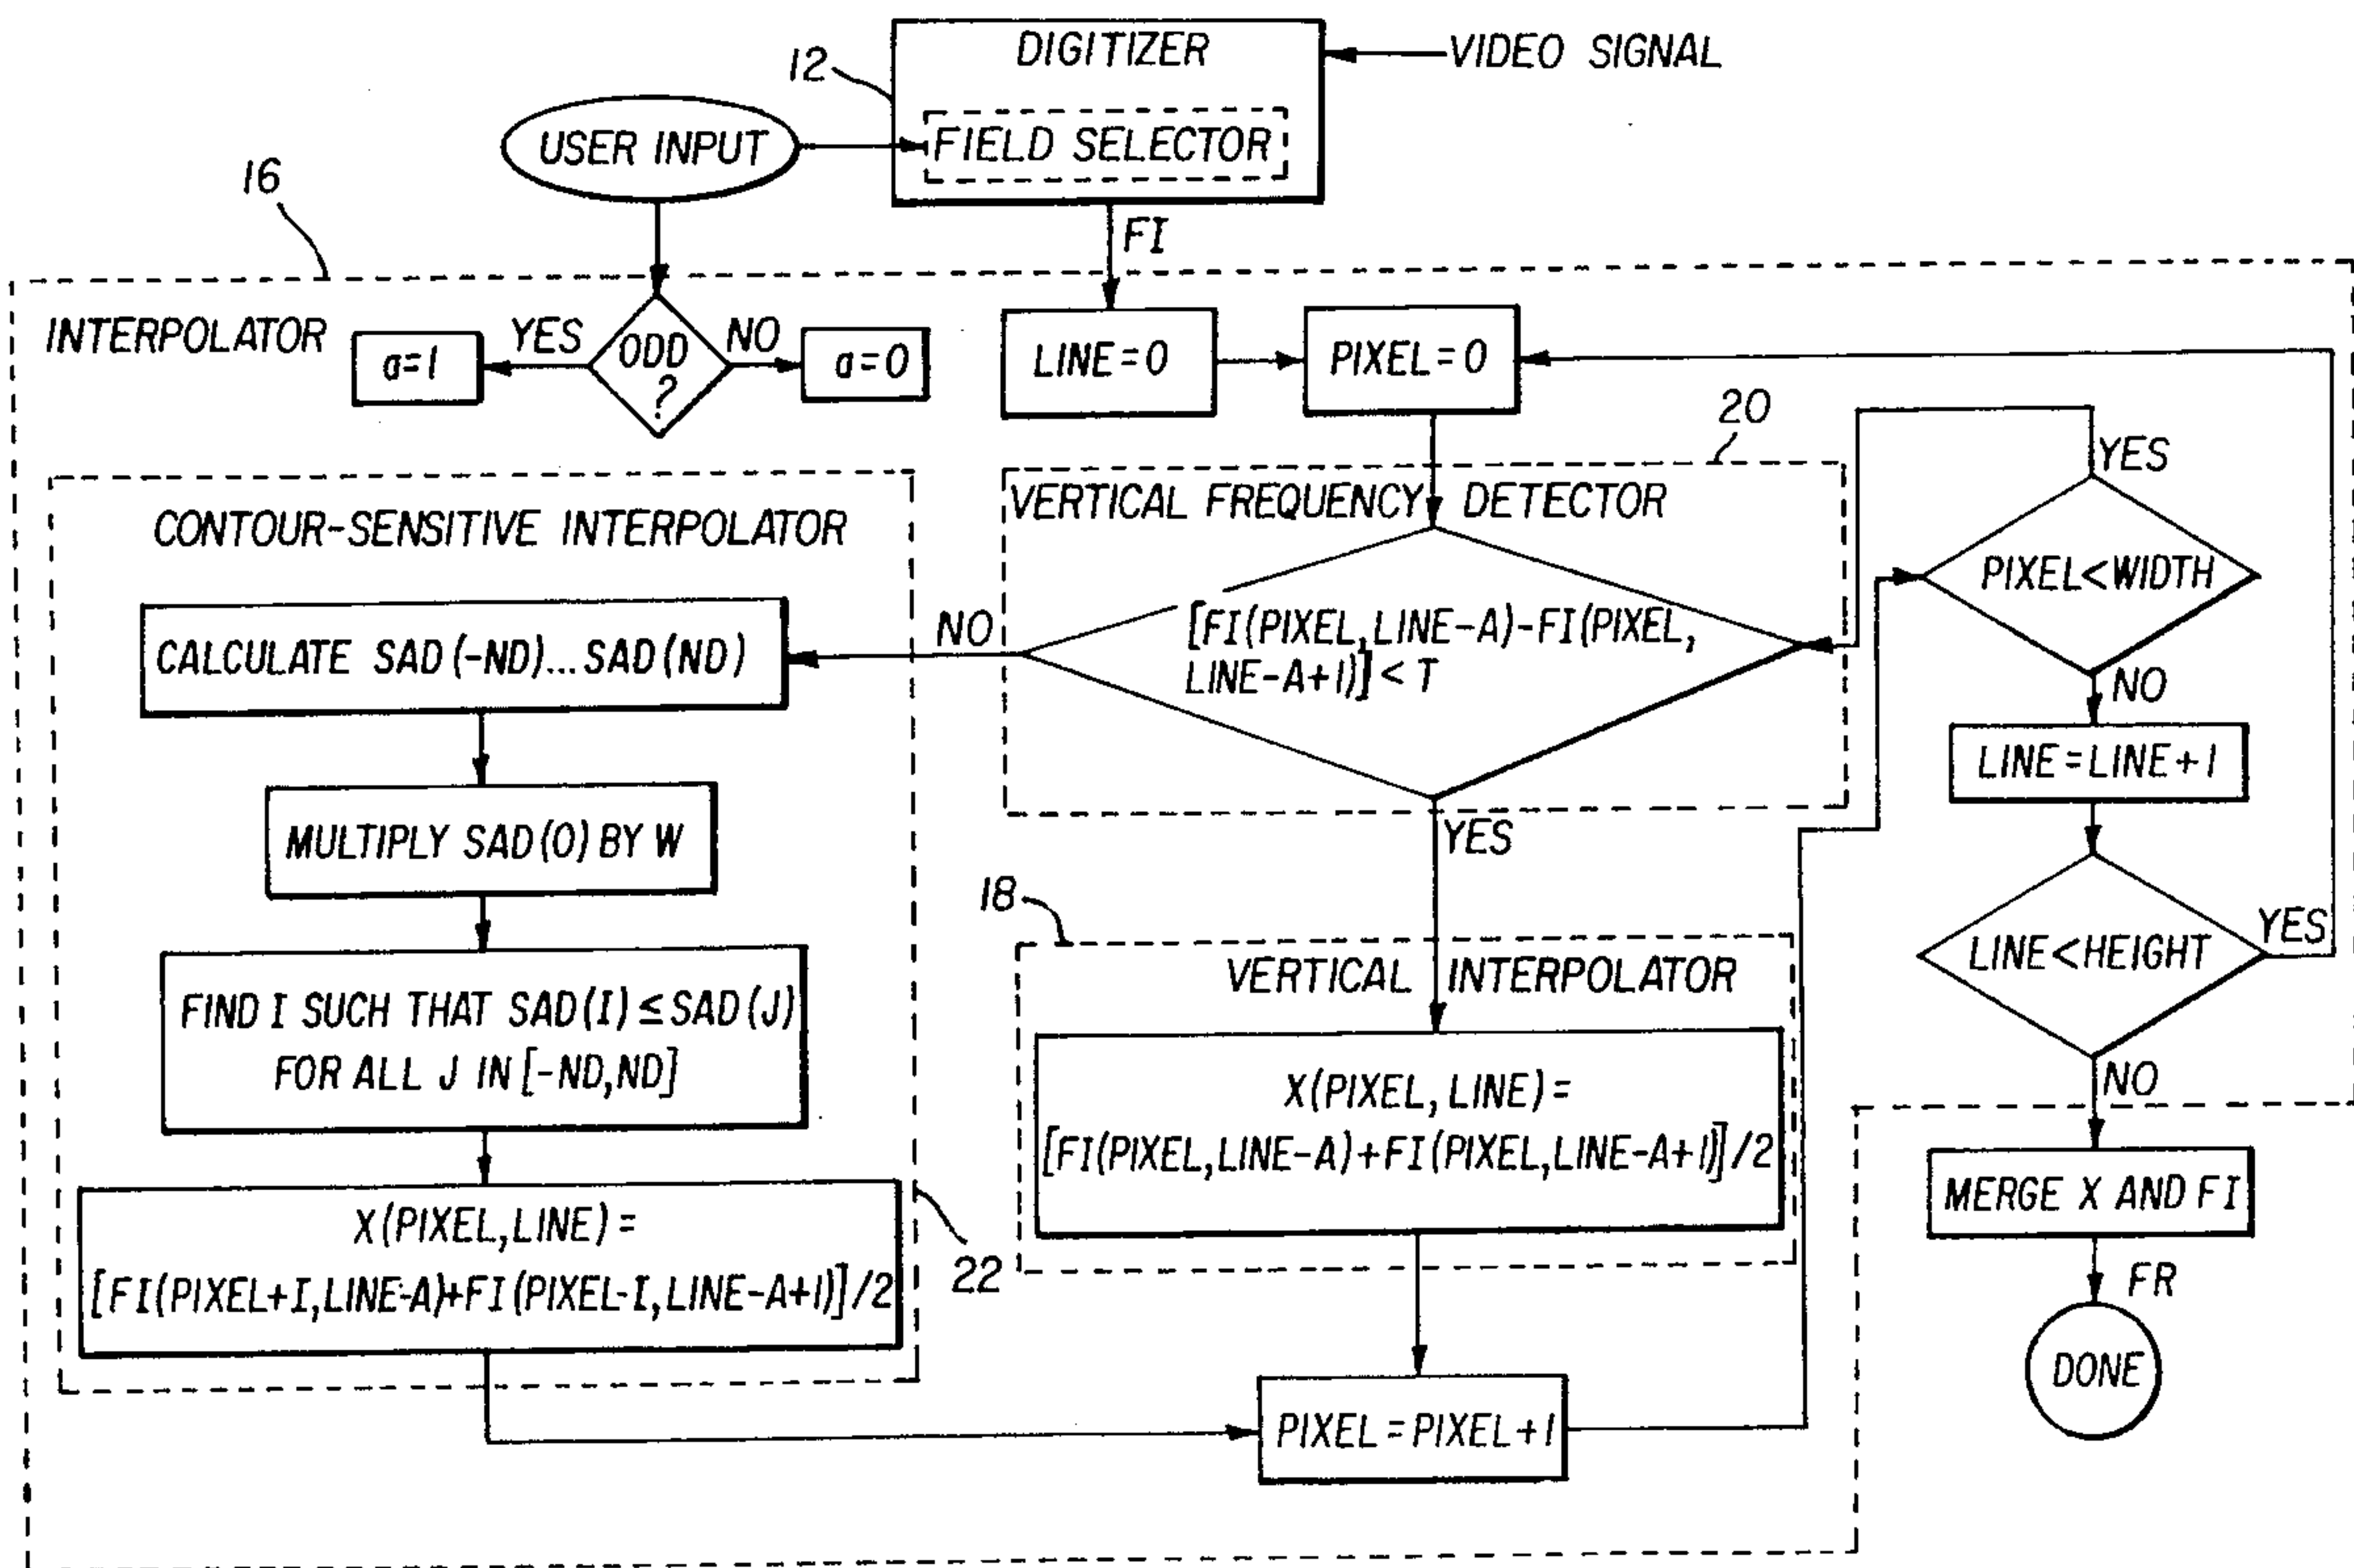 DIGITIZER
VIDEO SIGNAL
12
USER INPUT
FIELD SELECTOR
16
FI
INTERPOLATOR
a=1
YES
ODD
?
NO
a=0
LINE=0
PIXEL=0
20
YES
VERTICAL FREQUENCY DETECTOR
CONTOUR-SENSITIVE INTERPOLATOR
PIXEL<WIDTH
CALCULATE SAD(-ND)...SAD(ND)
NO
[FI(PIXEL,LINE-A)-FI(PIXEL,
LINE-A+1)]<T
NO
LINE=LINE+1
MULTIPLY SAD(0) BY W
YES
18
YES
LINE<HEIGHT
FIND I SUCH THAT SAD(I)≤SAD(J)
FOR ALL J IN [-ND,ND]
VERTICAL INTERPOLATOR
NO
X(PIXEL,LINE)=
[FI(PIXEL,LINE-A)+FI(PIXEL,LINE-A+1)]/2
MERGE X AND FI
X(PIXEL,LINE)=
[FI(PIXEL+I,LINE-A)+FI(PIXEL-I,LINE-A+1)]/2
22
FR
DONE
PIXEL=PIXEL+1